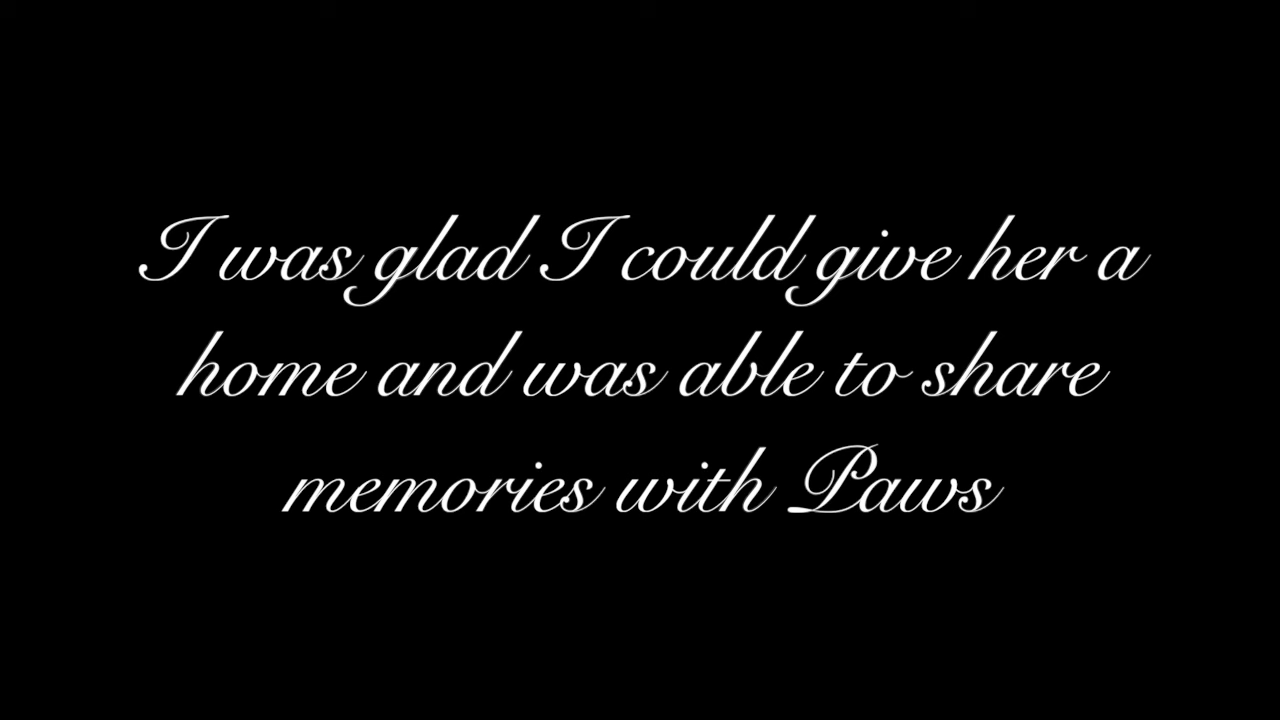 I was glad I could give her a
home and was able to share
memories with Paws